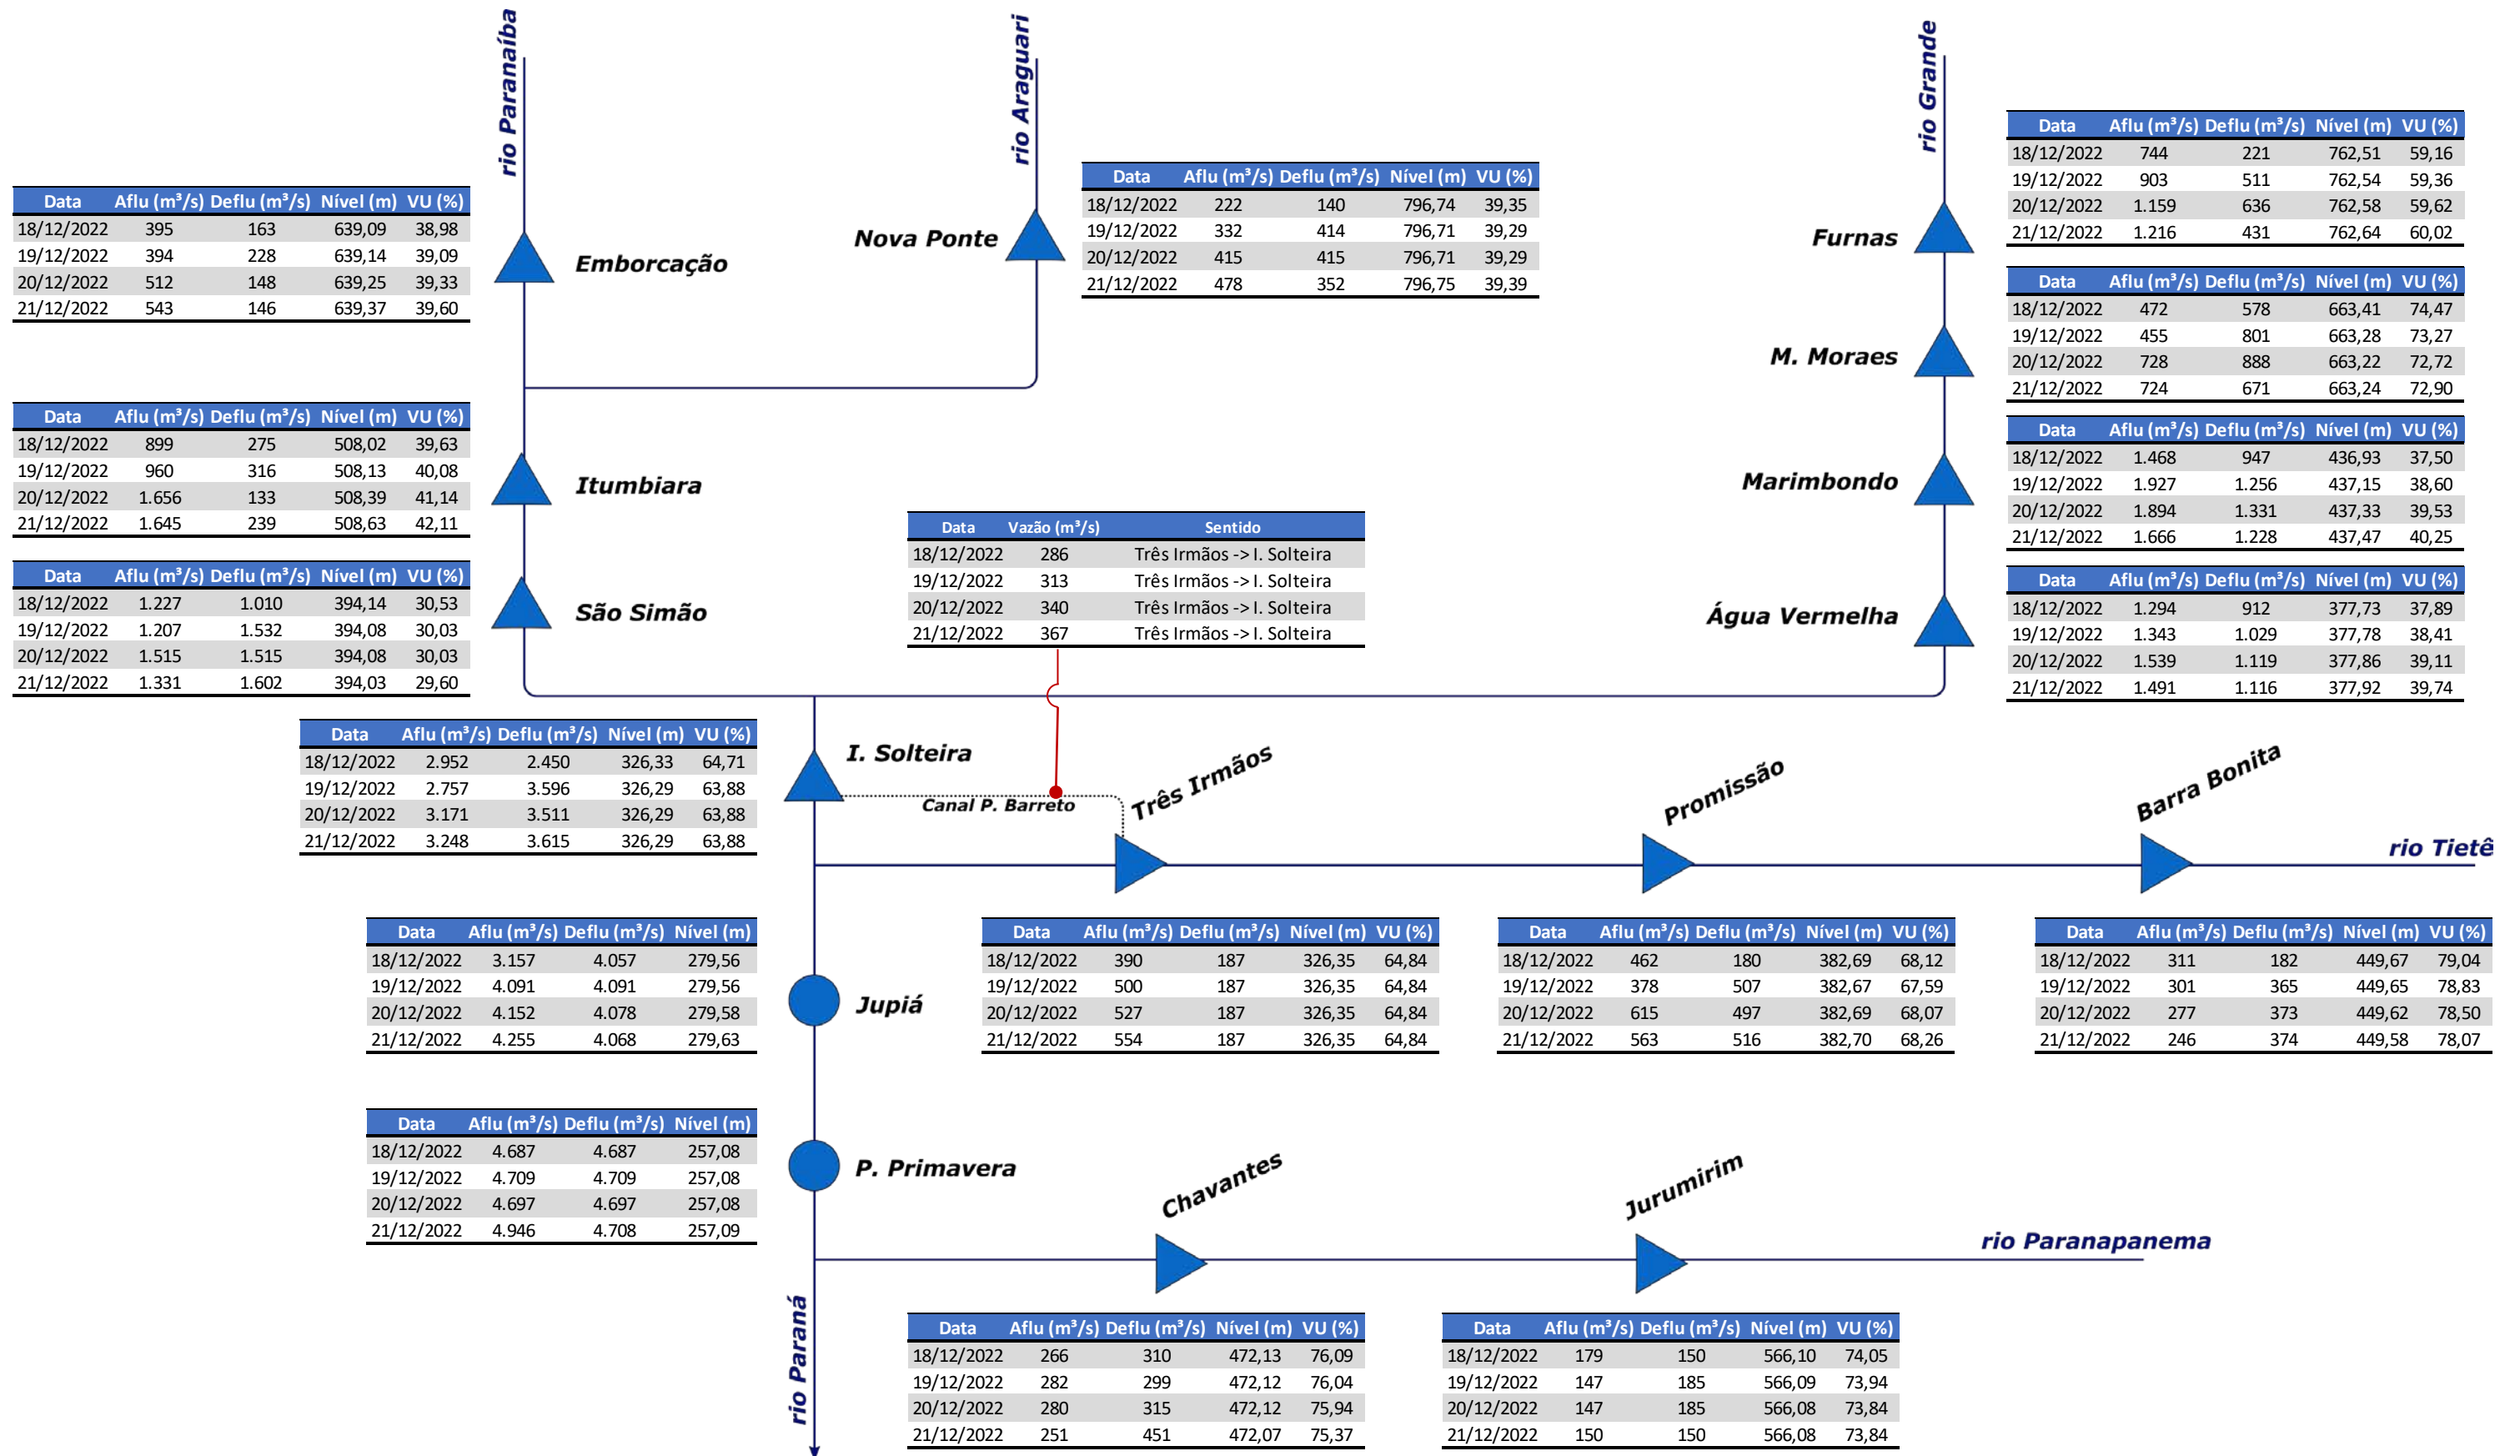 rio Paranaíba
rio Araguari
rio Grande
Data Aflu (m³/s) Deflu (m³/s) Nível (m) VU (%)
18/12/2022 395 163 639,09 38,98
19/12/2022 394 228 639,14 39,09
20/12/2022 512 148 639,25 39,33
21/12/2022 543 146 639,37 39,60
Emborcação
Nova Ponte
Data Aflu (m³/s) Deflu (m³/s) Nível (m) VU (%)
18/12/2022 222 140 796,74 39,35
19/12/2022 332 414 796,71 39,29
20/12/2022 415 415 796,71 39,29
21/12/2022 478 352 796,75 39,39
Furnas
Data Aflu (m³/s) Deflu (m³/s) Nível (m) VU (%)
18/12/2022 744 221 762,51 59,16
19/12/2022 903 511 762,54 59,36
20/12/2022 1.159 636 762,58 59,62
21/12/2022 1.216 431 762,64 60,02
M. Moraes
Data Aflu (m³/s) Deflu (m³/s) Nível (m) VU (%)
18/12/2022 472 578 663,41 74,47
19/12/2022 455 801 663,28 73,27
20/12/2022 728 888 663,22 72,72
21/12/2022 724 671 663,24 72,90
Data Aflu (m³/s) Deflu (m³/s) Nível (m) VU (%)
18/12/2022 899 275 508,02 39,63
19/12/2022 960 316 508,13 40,08
20/12/2022 1.656 133 508,39 41,14
21/12/2022 1.645 239 508,63 42,11
Itumbiara
Marimbondo
Data Aflu (m³/s) Deflu (m³/s) Nível (m) VU (%)
18/12/2022 1.468 947 436,93 37,50
19/12/2022 1.927 1.256 437,15 38,60
20/12/2022 1.894 1.331 437,33 39,53
21/12/2022 1.666 1.228 437,47 40,25
Data Aflu (m³/s) Deflu (m³/s) Nível (m) VU (%)
18/12/2022 1.227 1.010 394,14 30,53
19/12/2022 1.207 1.532 394,08 30,03
20/12/2022 1.515 1.515 394,08 30,03
21/12/2022 1.331 1.602 394,03 29,60
São Simão
Data Vazão (m³/s) Sentido
18/12/2022 286 Três Irmãos -> I. Solteira
19/12/2022 313 Três Irmãos -> I. Solteira
20/12/2022 340 Três Irmãos -> I. Solteira
21/12/2022 367 Três Irmãos -> I. Solteira
Água Vermelha
Data Aflu (m³/s) Deflu (m³/s) Nível (m) VU (%)
18/12/2022 1.294 912 377,73 37,89
19/12/2022 1.343 1.029 377,78 38,41
20/12/2022 1.539 1.119 377,86 39,11
21/12/2022 1.491 1.116 377,92 39,74
Data Aflu (m³/s) Deflu (m³/s) Nível (m) VU (%)
18/12/2022 2.952 2.450 326,33 64,71
19/12/2022 2.757 3.596 326,29 63,88
20/12/2022 3.171 3.511 326,29 63,88
21/12/2022 3.248 3.615 326,29 63,88
I. Solteira
Canal P. Barreto
Três Irmãos
Promissão
Barra Bonita
rio Tietê
Data Aflu (m³/s) Deflu (m³/s) Nível (m)
18/12/2022 3.157 4.057 279,56
19/12/2022 4.091 4.091 279,56
20/12/2022 4.152 4.078 279,58
21/12/2022 4.255 4.068 279,63
Jupiá
Data Aflu (m³/s) Deflu (m³/s) Nível (m) VU (%)
18/12/2022 390 187 326,35 64,84
19/12/2022 500 187 326,35 64,84
20/12/2022 527 187 326,35 64,84
21/12/2022 554 187 326,35 64,84
Data Aflu (m³/s) Deflu (m³/s) Nível (m) VU (%)
18/12/2022 462 180 382,69 68,12
19/12/2022 378 507 382,67 67,59
20/12/2022 615 497 382,69 68,07
21/12/2022 563 516 382,70 68,26
Data Aflu (m³/s) Deflu (m³/s) Nível (m) VU (%)
18/12/2022 311 182 449,67 79,04
19/12/2022 301 365 449,65 78,83
20/12/2022 277 373 449,62 78,50
21/12/2022 246 374 449,58 78,07
Data Aflu (m³/s) Deflu (m³/s) Nível (m)
18/12/2022 4.687 4.687 257,08
19/12/2022 4.709 4.709 257,08
20/12/2022 4.697 4.697 257,08
21/12/2022 4.946 4.708 257,09
P. Primavera
Chavantes
Jurumirim
rio Paranapanema
rio Paraná
Data Aflu (m³/s) Deflu (m³/s) Nível (m) VU (%)
18/12/2022 266 310 472,13 76,09
19/12/2022 282 299 472,12 76,04
20/12/2022 280 315 472,12 75,94
21/12/2022 251 451 472,07 75,37
Data Aflu (m³/s) Deflu (m³/s) Nível (m) VU (%)
18/12/2022 179 150 566,10 74,05
19/12/2022 147 185 566,09 73,94
20/12/2022 147 185 566,08 73,84
21/12/2022 150 150 566,08 73,84